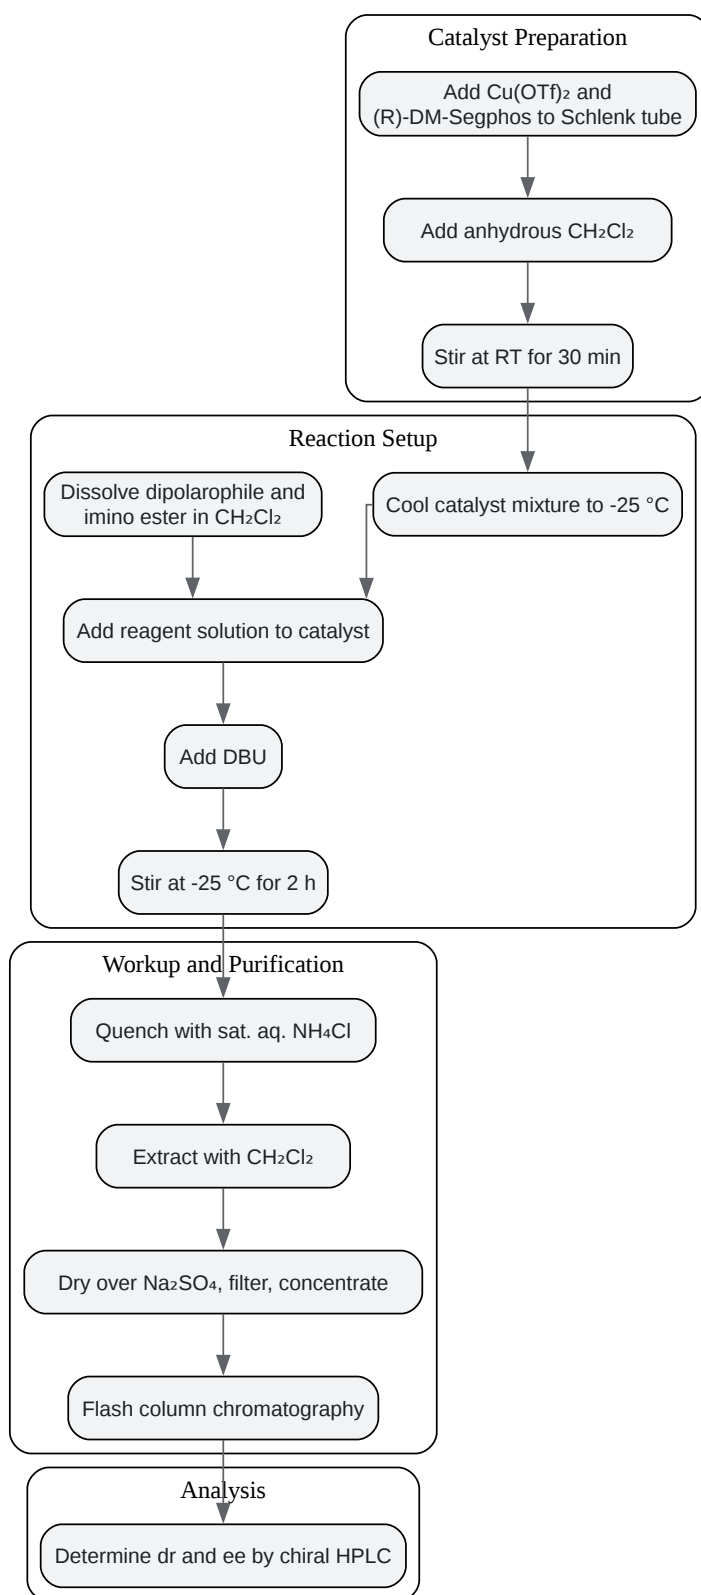 Catalyst Preparation
Add Cu(OTf)₂ and
(R)-DM-Segphos to Schlenk tube
Add anhydrous CH₂Cl₂
Stir at RT for 30 min
Reaction Setup
Dissolve dipolarophile and
imino ester in CH₂Cl₂
Cool catalyst mixture to -25 °C
Add reagent solution to catalyst
Add DBU
Stir at -25 °C for 2 h
Workup and Purification
Quench with sat. aq. NH₄Cl
Extract with CH₂Cl₂
Dry over Na₂SO₄, filter, concentrate
Flash column chromatography
Analysis
Determine dr and ee by chiral HPLC